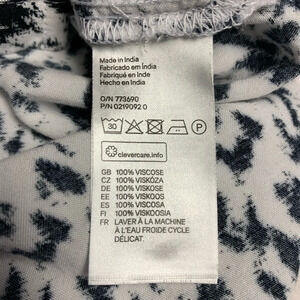 Made in India
Fabricado em Índia
Fabriqué en Inde
Hecho en India
O/N 773690
P/N 0219092 0
30
P
clevercare.info
GB 100% VISCOSE
CZ 100% VISKÓZA
DE 100% VISKOSE
EE 100% VISKOOS
ES 100% VISCOSA
FI 100% VISKOOSIA
FR LAVER À LA MACHINE
À L'EAU FROIDE CYCLE
DÉLICAT.